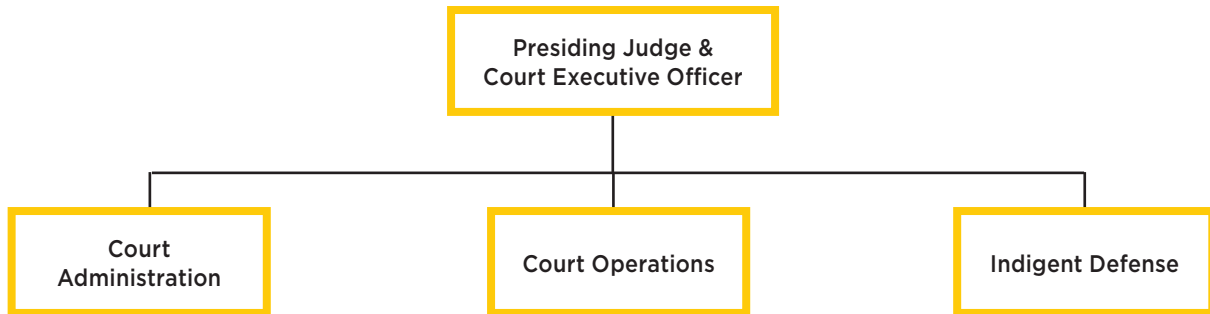 Presiding Judge &
Court Executive Officer
Court
Administration
Court Operations
Indigent Defense